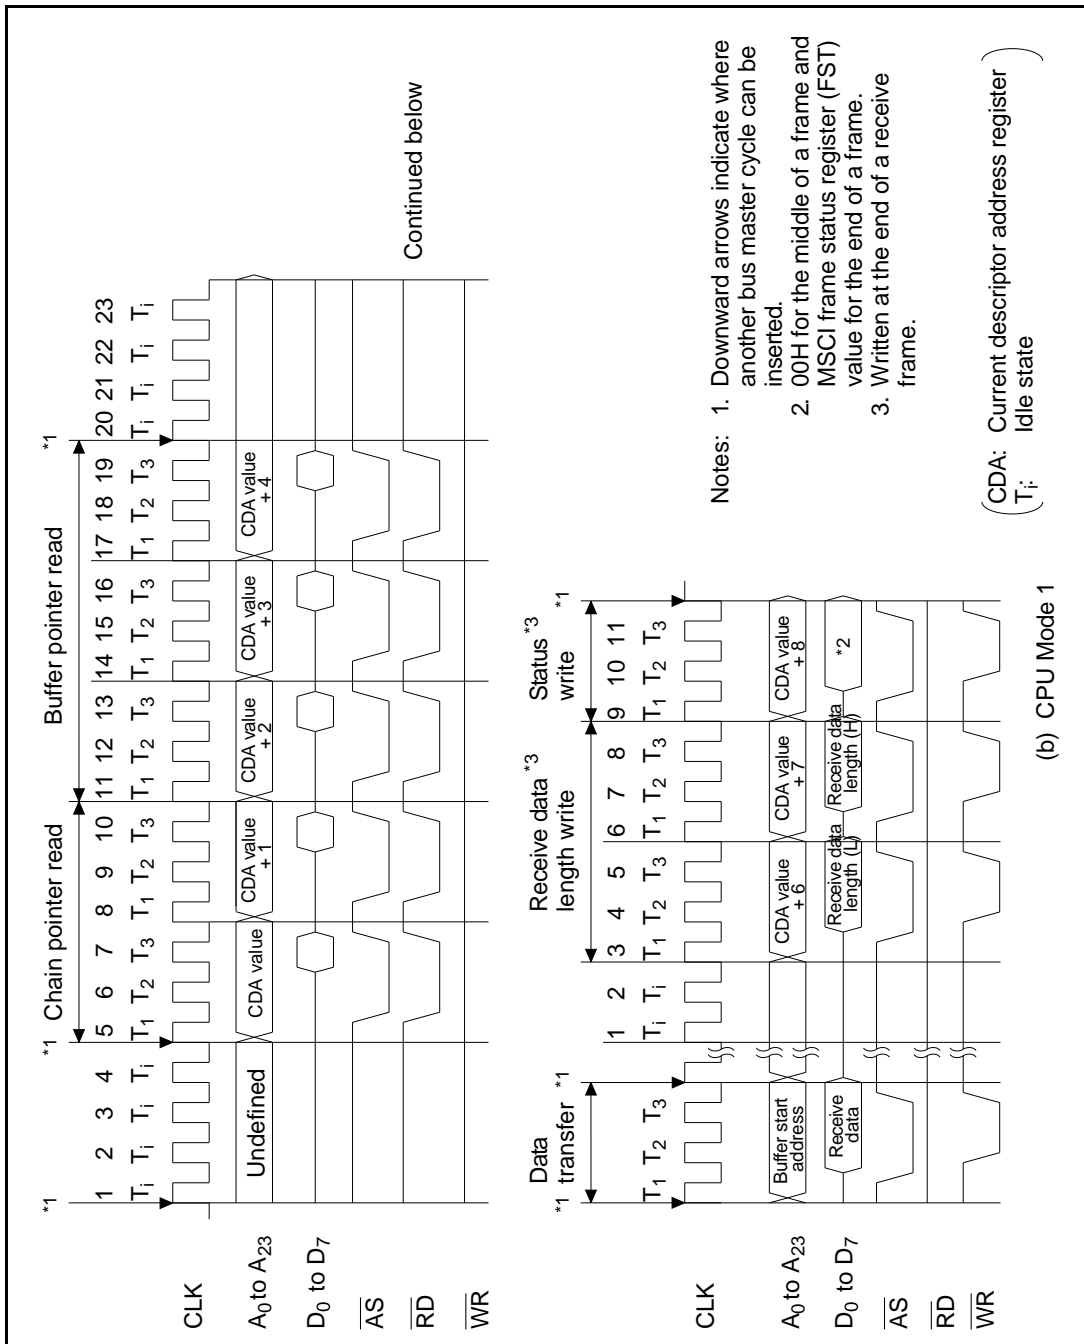 *1 Chain pointer read *1 Buffer pointer read *1
1 2 3 4 5 6 7 8 9 10 11 12 13 14 15 16 17 18 19 20 21 22 23
Ti Ti Ti Ti T1 T2 T3 T1 T2 T3 T1 T2 T3 T1 T2 T3 T1 T2 T3 Ti Ti Ti Ti
CLK
A0 to A23 Undefined CDA value CDA value + 1 CDA value + 2 CDA value + 3 CDA value + 4
D0 to D7
AS
RD
WR
Continued below
Data transfer
*1 *1
Receive data *3 length write
Status *3 write
*1
1 2 3 4 5 6 7 8 9 10 11
T1 T2 T3 Ti Ti T1 T2 T3 T1 T2 T3 T1 T2 T3
CLK
A0 to A23 Buffer start address CDA value + 6 CDA value + 7 CDA value + 8
D0 to D7 Receive data Receive data length (L) Receive data length (H) *2
AS
RD
WR
Notes: 1. Downward arrows indicate where
another bus master cycle can be
inserted.
2. 00H for the middle of a frame and
MSCI frame status register (FST)
value for the end of a frame.
3. Written at the end of a receive
frame.
CDA: Current descriptor address register
Ti: Idle state
(b) CPU Mode 1